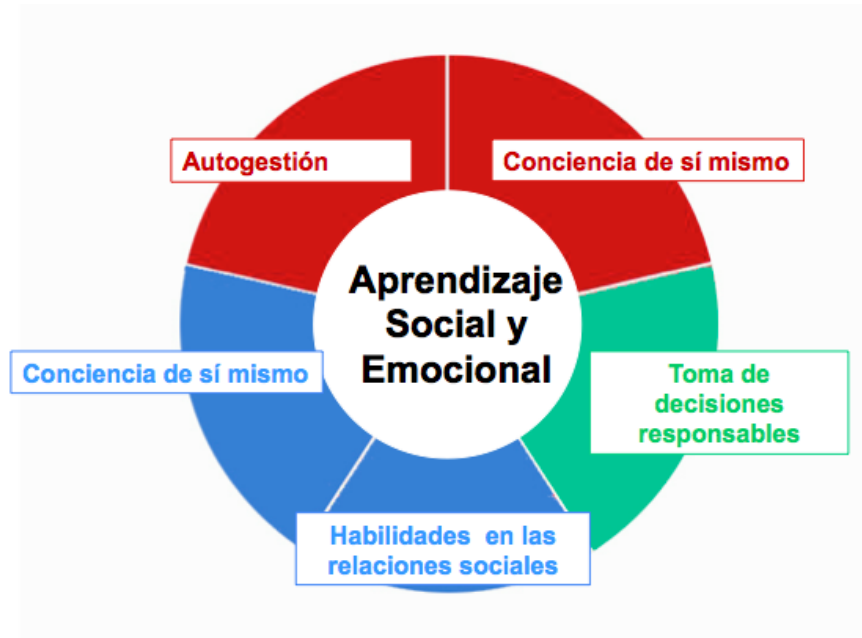 Autogestión
Conciencia de sí mismo
Aprendizaje
Social y
Emocional
Conciencia de sí mismo
Toma de
decisiones
responsables
Habilidades en las
relaciones sociales